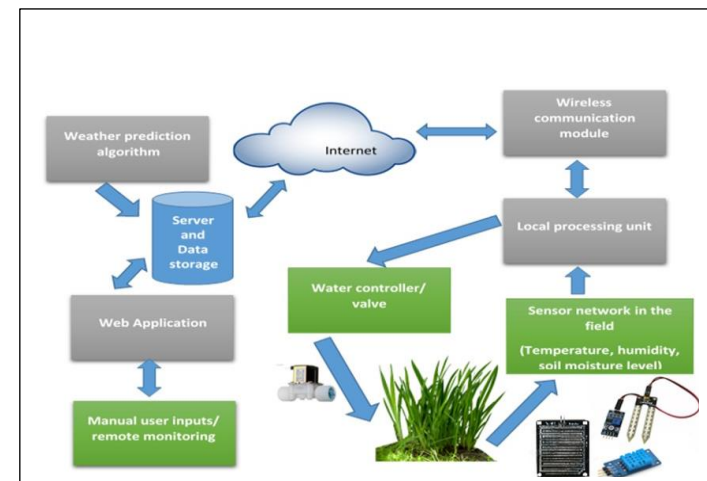 Weather prediction
algorithm
Internet
Wireless
communication
module
Server
and
Data
storage
Local processing unit
Water controller/
valve
Web Application
Sensor network in the
field
(Temperature, humidity,
soil moisture level)
Manual user inputs/
remote monitoring